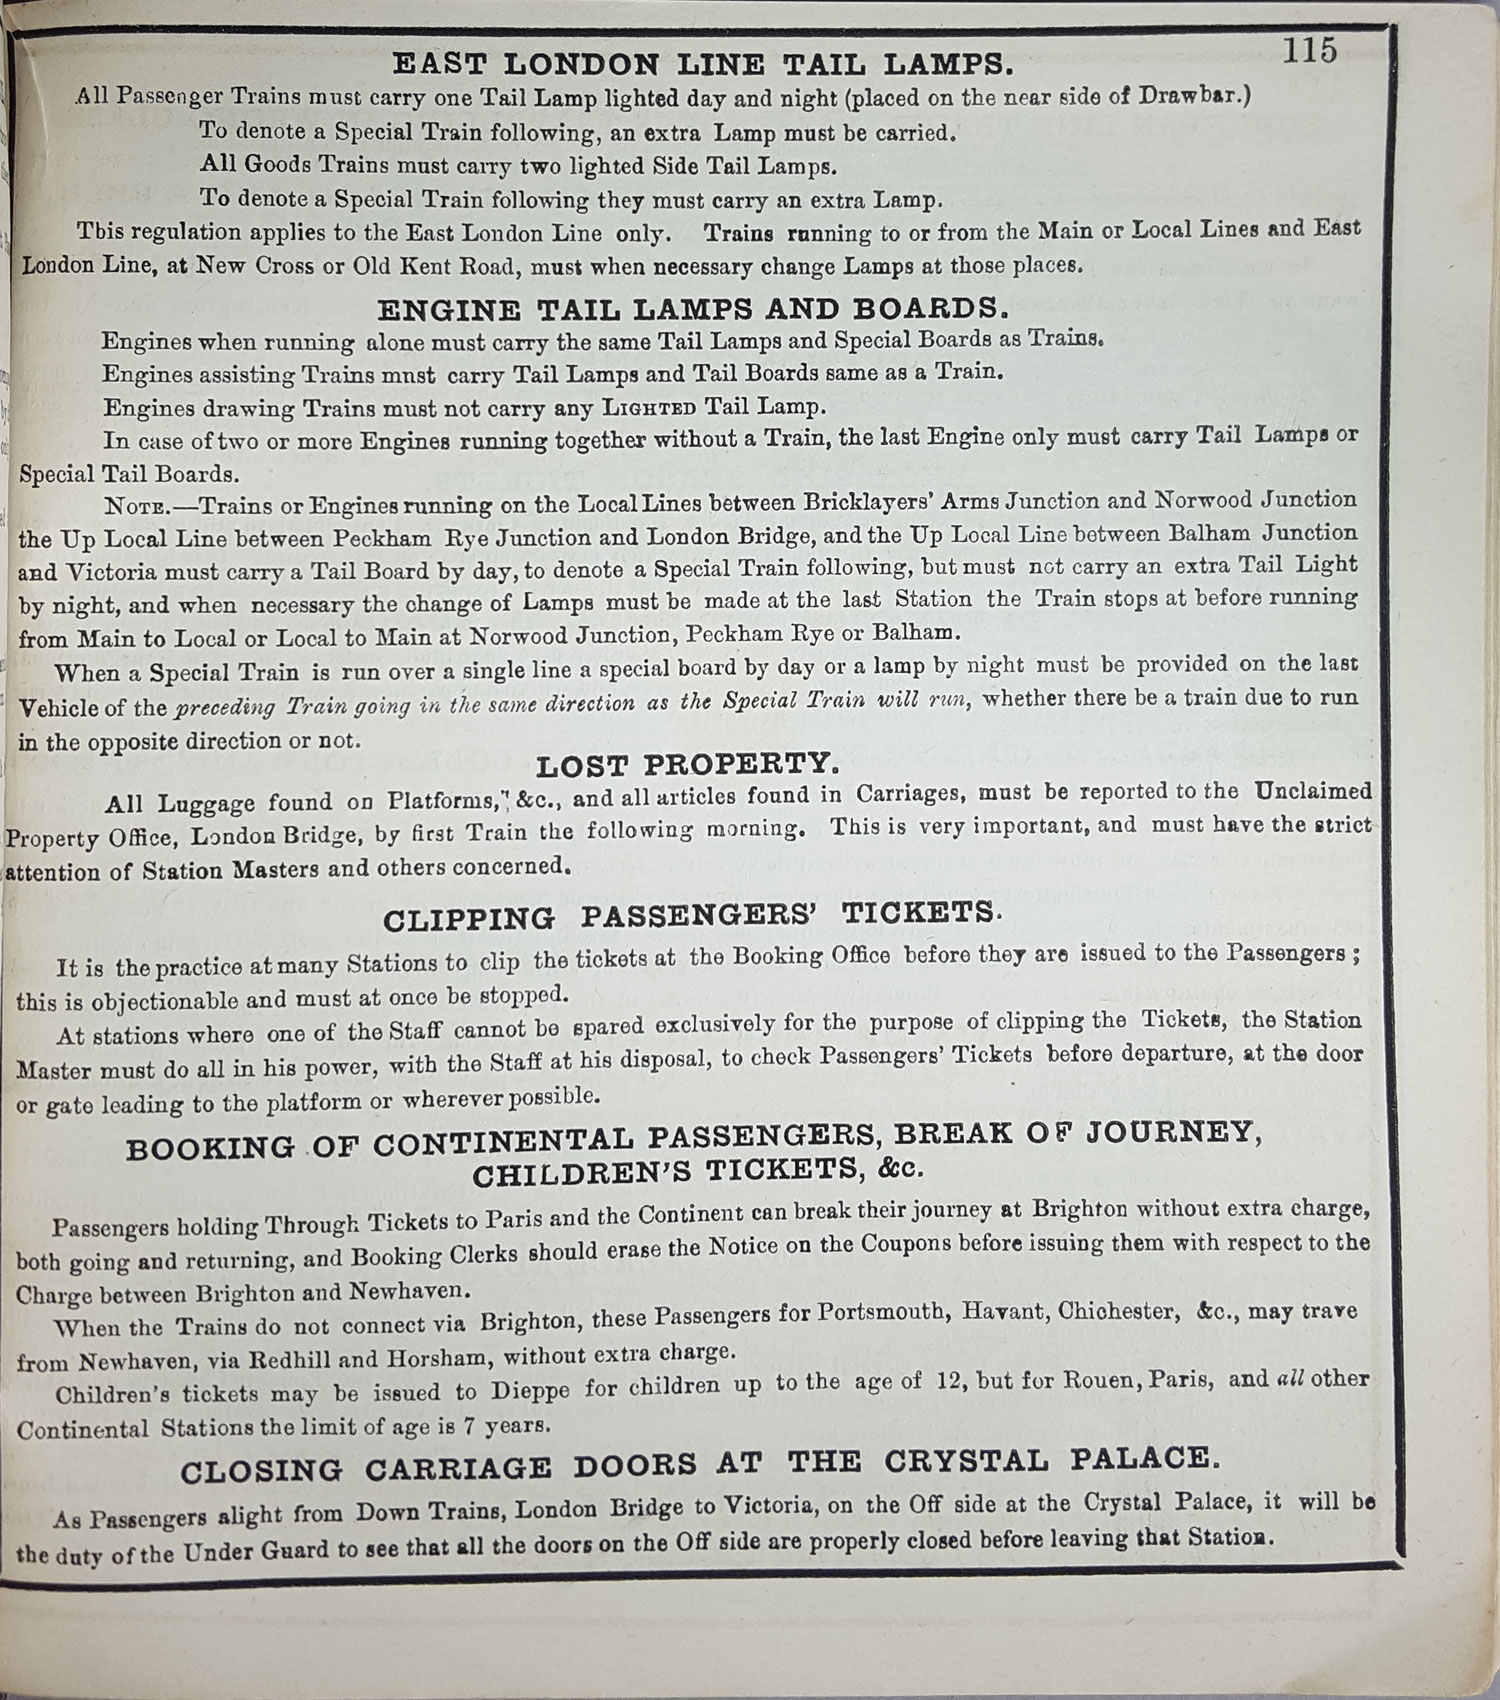 115
EAST LONDON LINE TAIL LAMPS.
All Passenger Trains must carry one Tail Lamp lighted day and night (placed on the near side of Drawbar.)
To denote a Special Train following, an extra Lamp must be carried.
All Goods Trains must carry two lighted Side Tail Lamps.
To denote a Special Train following they must carry an extra Lamp.
This regulation applies to the East London Line only. Trains running to or from the Main or Local Lines and East
London Line, at New Cross or Old Kent Road, must when necessary change Lamps at those places.
ENGINE TAIL LAMPS AND BOARDS.
Engines when running alone must carry the same Tail Lamps and Special Boards as Trains.
Engines assisting Trains must carry Tail Lamps and Tail Boards same as a Train.
Engines drawing Trains must not carry any LIGHTED Tail Lamp.
In case of two or more Engines running together without a Train, the last Engine only must carry Tail Lamps or
Special Tail Boards.
NOTE.—Trains or Engines running on the Local Lines between Bricklayers' Arms Junction and Norwood Junction
the Up Local Line between Peckham Rye Junction and London Bridge, and the Up Local Line between Balham Junction
and Victoria must carry a Tail Board by day, to denote a Special Train following, but must not carry an extra Tail Light
by night, and when necessary the change of Lamps must be made at the last Station the Train stops at before running
from Main to Local or Local to Main at Norwood Junction, Peckham Rye or Balham.
When a Special Train is run over a single line a special board by day or a lamp by night must be provided on the last
Vehicle of the preceding Train going in the same direction as the Special Train will run, whether there be a train due to run
in the opposite direction or not.
LOST PROPERTY.
All Luggage found on Platforms, &c., and all articles found in Carriages, must be reported to the Unclaimed
Property Office, London Bridge, by first Train the following morning. This is very important, and must have the strict
attention of Station Masters and others concerned.
CLIPPING PASSENGERS' TICKETS.
It is the practice at many Stations to clip the tickets at the Booking Office before they are issued to the Passengers ;
this is objectionable and must at once be stopped.
At stations where one of the Staff cannot be spared exclusively for the purpose of clipping the Tickets, the Station
Master must do all in his power, with the Staff at his disposal, to check Passengers' Tickets before departure, at the door
or gate leading to the platform or wherever possible.
BOOKING OF CONTINENTAL PASSENGERS, BREAK OF JOURNEY,
CHILDREN'S TICKETS, &c.
Passengers holding Through Tickets to Paris and the Continent can break their journey at Brighton without extra charge,
both going and returning, and Booking Clerks should erase the Notice on the Coupons before issuing them with respect to the
Charge between Brighton and Newhaven.
When the Trains do not connect via Brighton, these Passengers for Portsmouth, Havant, Chichester, &c., may trave
from Newhaven, via Redhill and Horsham, without extra charge.
Children's tickets may be issued to Dieppe for children up to the age of 12, but for Rouen, Paris, and all other
Continental Stations the limit of age is 7 years.
CLOSING CARRIAGE DOORS AT THE CRYSTAL PALACE.
As Passengers alight from Down Trains, London Bridge to Victoria, on the Off side at the Crystal Palace, it will be
the duty of the Under Guard to see that all the doors on the Off side are properly closed before leaving that Station.